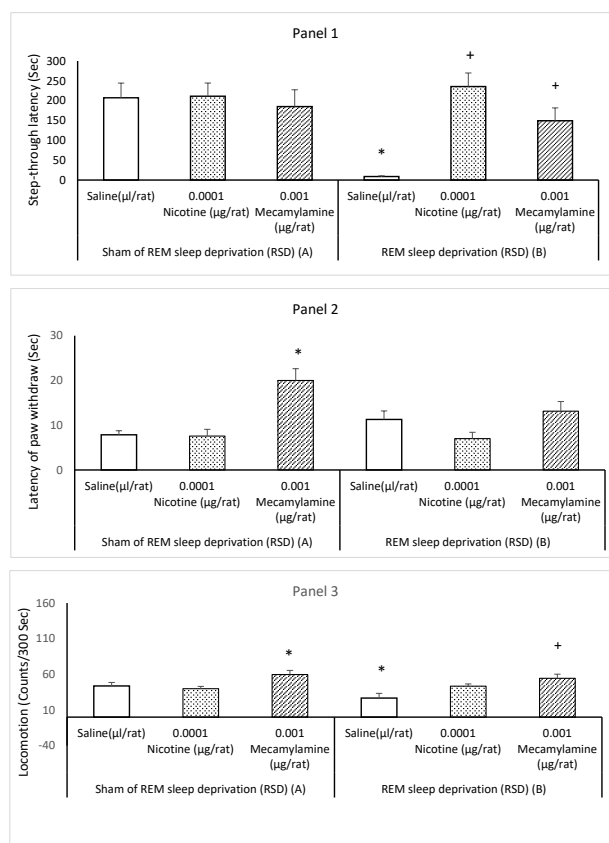 Panel 1
Step-through latency (Sec)
300
250
200
150
100
50
0
*
+
+
Saline(µl/rat) 0.0001 0.001 Saline(µl/rat) 0.0001 0.001
Nicotine (µg/rat) Mecamylamine Nicotine (µg/rat) Mecamylamine
(µg/rat) (µg/rat)
Sham of REM sleep deprivation (RSD) (A) REM sleep deprivation (RSD) (B)
Panel 2
Latency of paw withdraw (Sec)
30
20
10
0
*
Saline(µl/rat) 0.0001 0.001 Saline(µl/rat) 0.0001 0.001
Nicotine (µg/rat) Mecamylamine Nicotine (µg/rat) Mecamylamine
(µg/rat) (µg/rat)
Sham of REM sleep deprivation (RSD) (A) REM sleep deprivation (RSD) (B)
Panel 3
Locomotion (Counts/300 Sec)
160
110
60
10
-40
*
*
+
Saline(µl/rat) 0.0001 0.001 Saline(µl/rat) 0.0001 0.001
Nicotine (µg/rat) Mecamylamine Nicotine (µg/rat) Mecamylamine
(µg/rat) (µg/rat)
Sham of REM sleep deprivation (RSD) (A) REM sleep deprivation (RSD) (B)